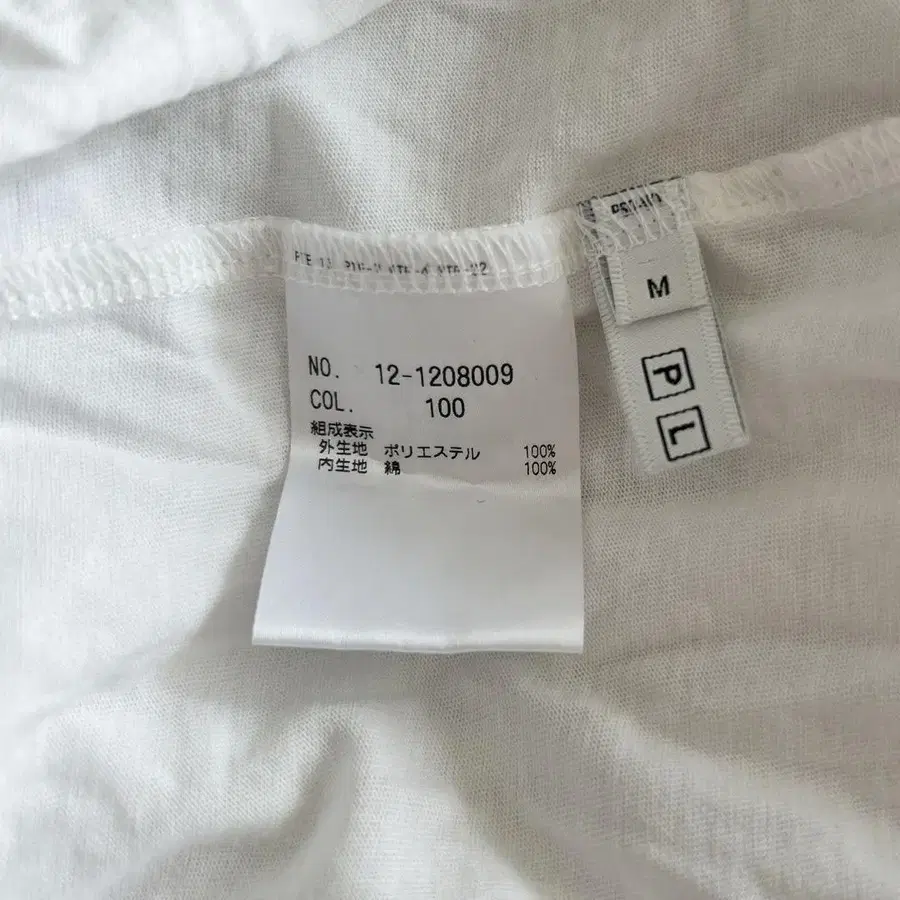 NO. 12-1208009
COL. 100
組成表示
外生地 ポリエステル 100%
内生地 綿 100%
M
P
L